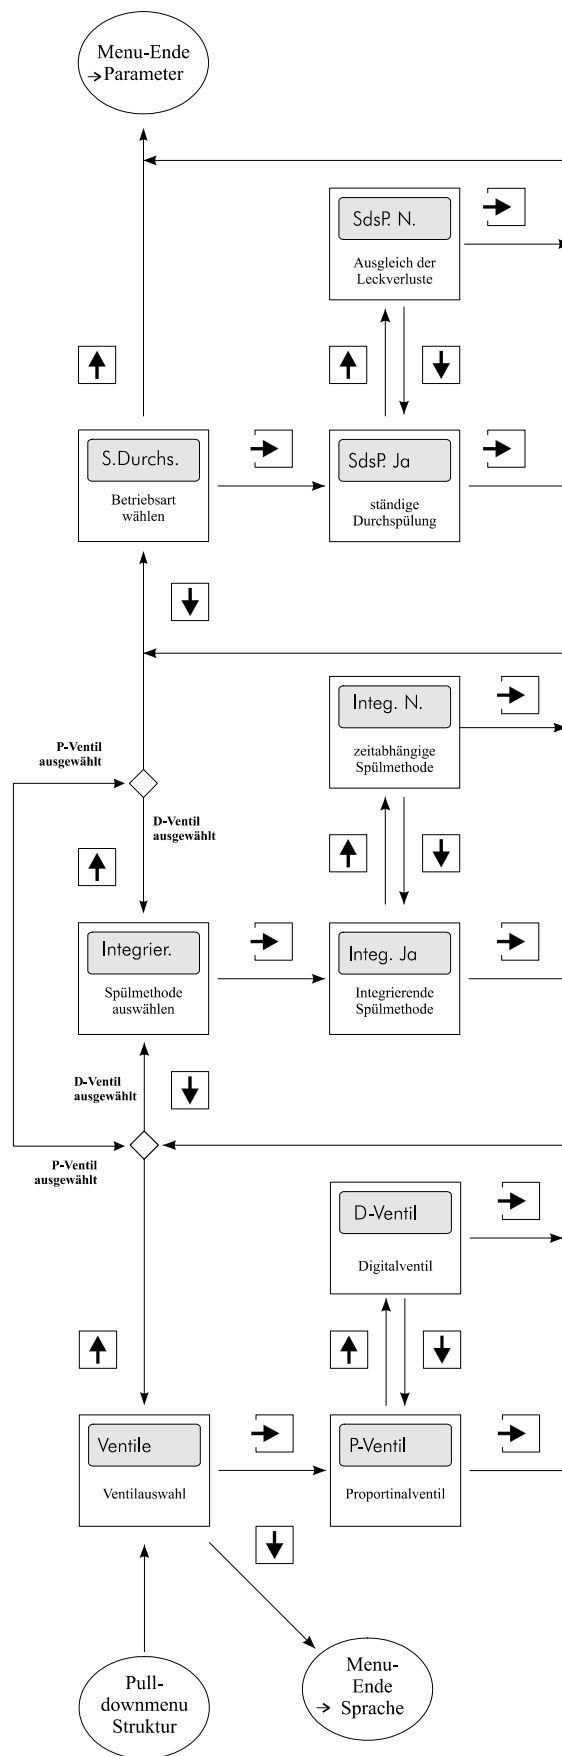 Menu-Ende
→ Parameter
SdsP. N.
Ausgleich der
Leckverluste
S.Durchs.
Betriebsart
wählen
SdsP. Ja
ständige
Durchspülung
Integ. N.
zeitabhängige
Spülmethode
P-Ventil
ausgewählt
D-Ventil
ausgewählt
Integrier.
Spülmethode
auswählen
Integ. Ja
Integrierende
Spülmethode
D-Ventil
ausgewählt
P-Ventil
ausgewählt
D-Ventil
Digitalventil
Ventile
Ventilauswahl
P-Ventil
Proportinalventil
Pull-
downmenu
Struktur
Menu-
Ende
→ Sprache